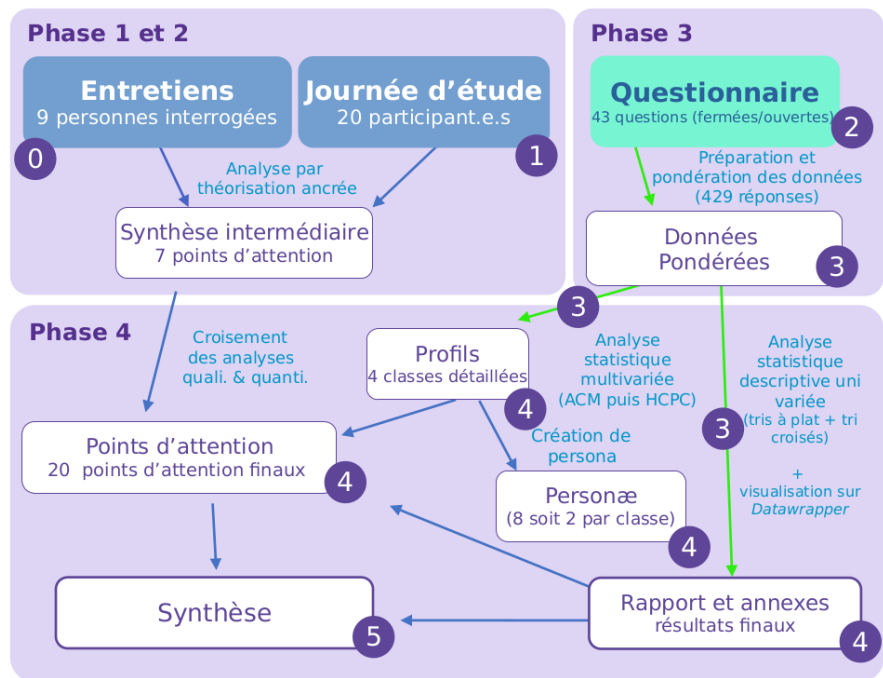 Phase 1 et 2
Entretiens
9 personnes interrogées
0
Journée d'étude
20 participant.e.s
1
Analyse par
théorisation ancrée
Synthèse intermédiaire
7 points d'attention
Phase 3
Questionnaire
43 questions (fermées/ouvertes)
2
Préparation et
pondération des données
(429 réponses)
Données
Pondérées
3
Phase 4
3
Croisement
des analyses
quali. & quanti.
Profils
4 classes détaillées
4
Analyse
statistique
multivariée
(ACM puis HCPC)
Analyse
statistique
descriptive uni
variée
(tris à plat + tri
croisés)
+
visualisation sur
Datawrapper
3
Création de
persona
Points d'attention
20 points d'attention finaux
4
Personæ
(8 soit 2 par classe)
4
Synthèse
5
Rapport et annexes
résultats finaux
4